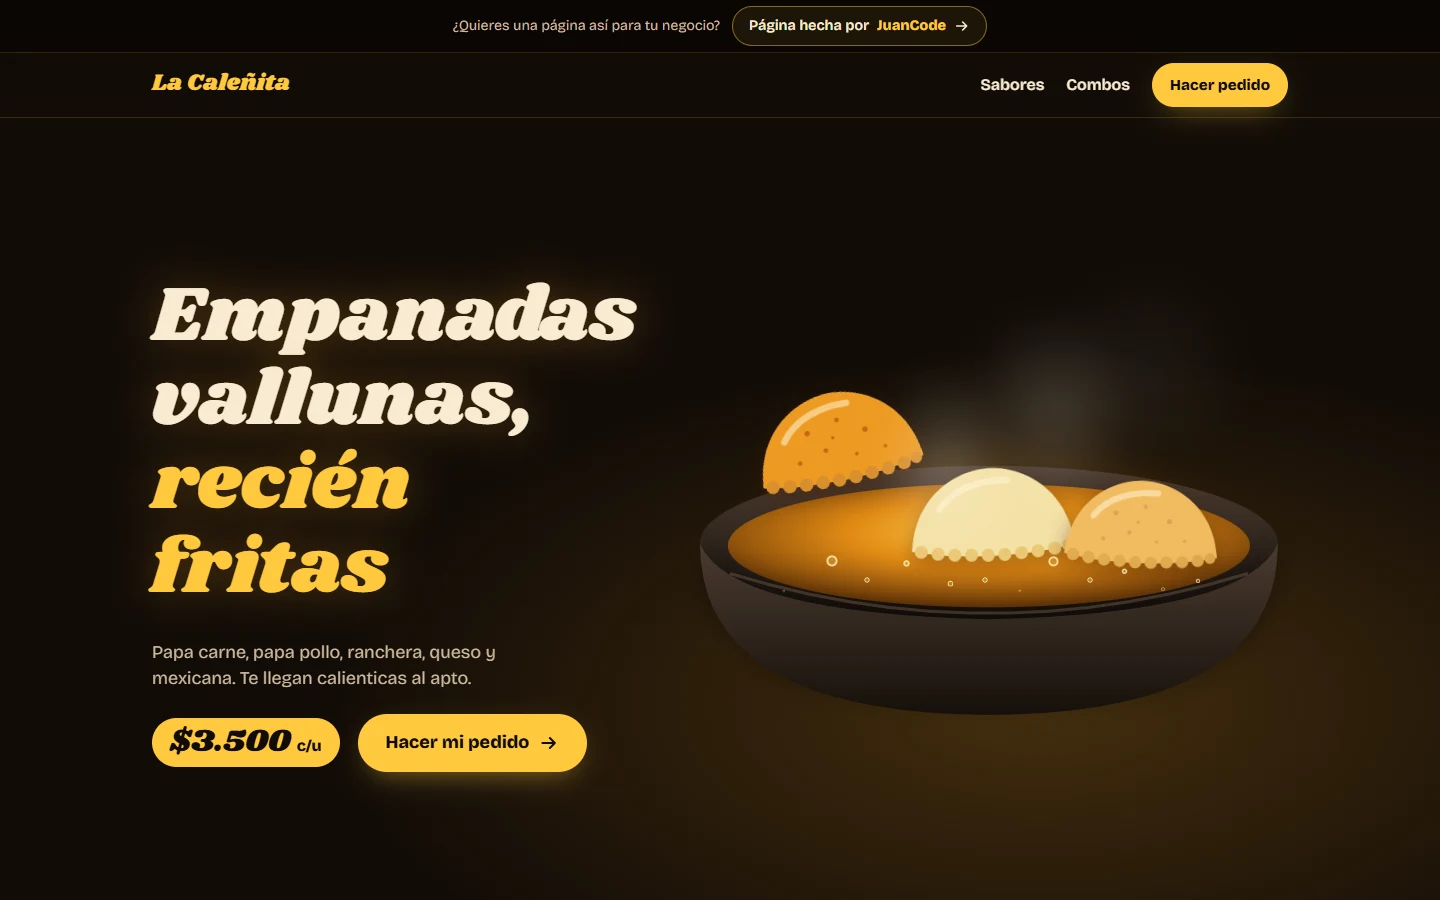 ¿Quieres una página así para tu negocio?
Página hecha por JuanCode →
La Caleñita
Sabores
Combos
Hacer pedido
Empanadas
vallunas,
recién
fritas
Papa carne, papa pollo, ranchera, queso y
mexicana. Te llegan calienticas al apto.
$3.500 c/u
Hacer mi pedido →